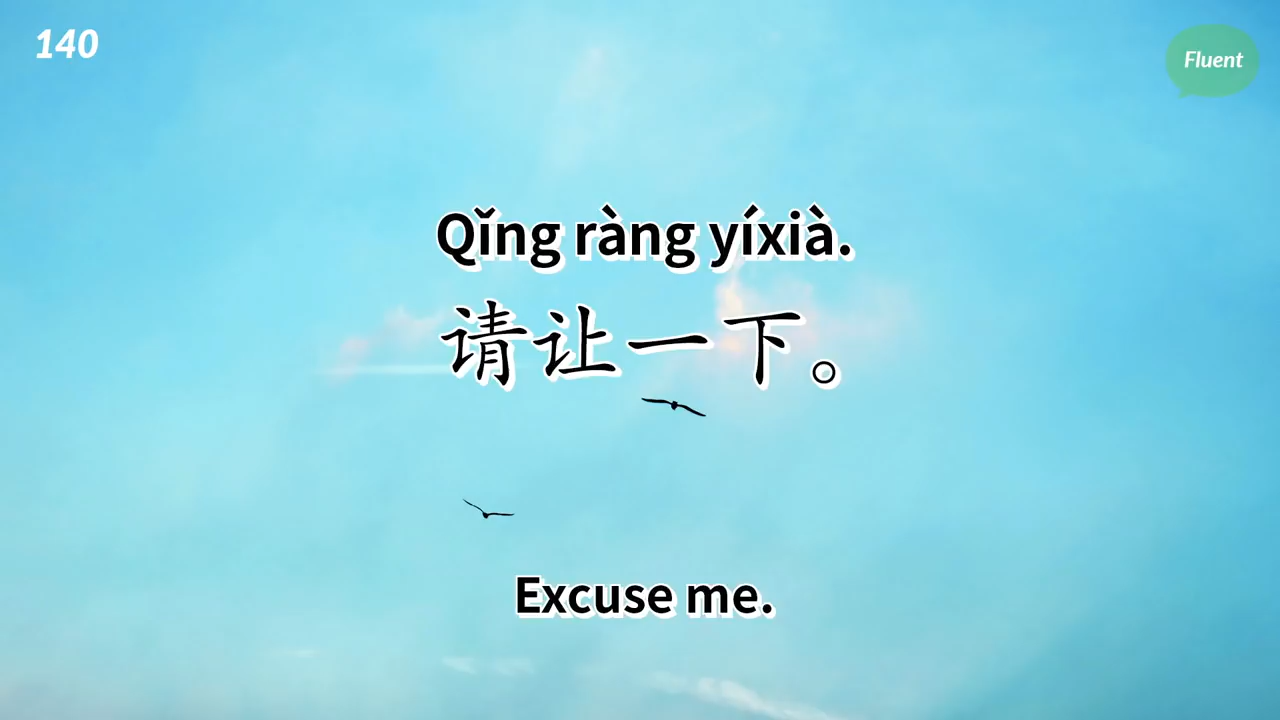 140
Fluent
Qǐng ràng yíxià.
请让一下。
Excuse me.